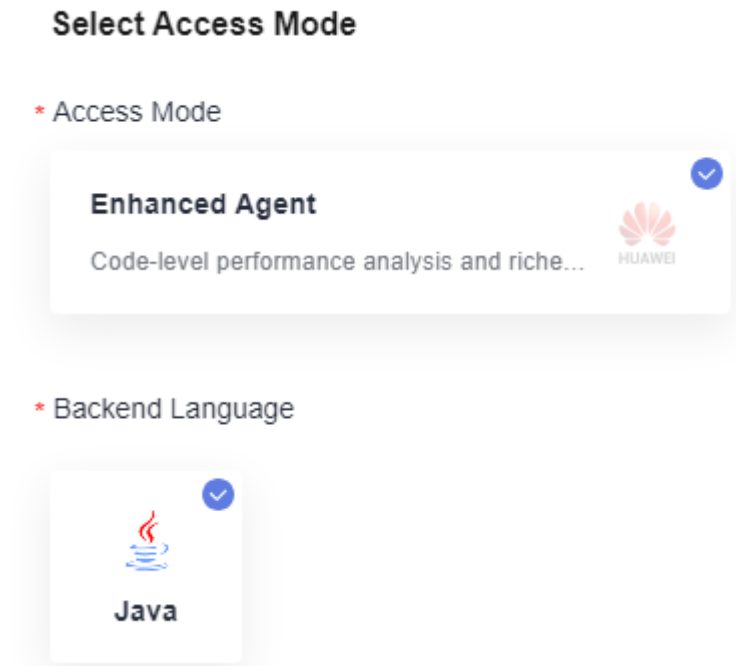 Select Access Mode
* Access Mode
Enhanced Agent
Code-level performance analysis and riche...
HUAWEI
* Backend Language
Java